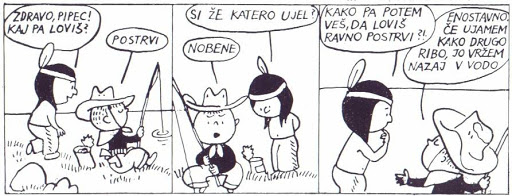 ZDRAVO, PIPEC!
KAJ PA LOVIŠ?
POSTRVI
SI ŽE KATERO UJEL?
NOBENE
KAKO PA POTEM
VEŠ, DA LOVIŠ
RAVNO POSTRVI?!
ENOSTAVNO.
ČE UJAMEM
KAKO DRUGO
RIBO, JO VRŽEM
NAZAJ V VODO